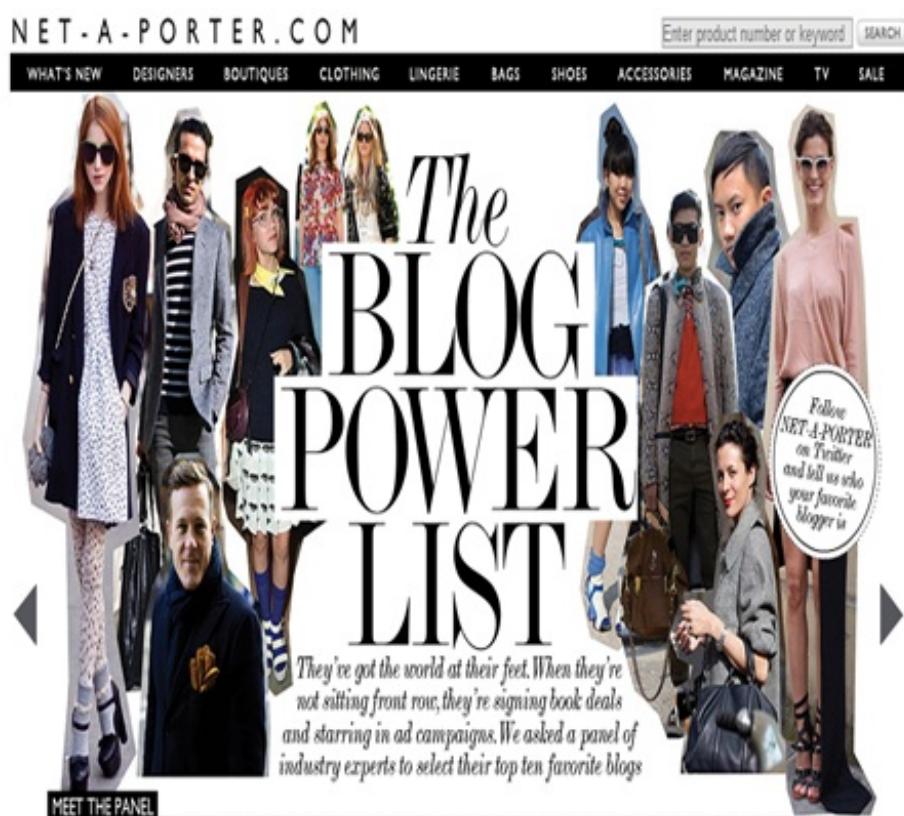 NET-A-PORTER.COM
Enter product number or keyword SEARCH
WHAT'S NEW DESIGNERS BOUTIQUES CLOTHING LINGERIE BAGS SHOES ACCESSORIES MAGAZINE TV SALE
The
BLOG
POWER
LIST
Follow
NET-A-PORTER
on Twitter
and tell us who
your favorite
blogger is
They've got the world at their feet. When they're
not sitting front row, they're signing book deals
and starring in ad campaigns. We asked a panel of
industry experts to select their top ten favorite blogs
MEET THE PANEL